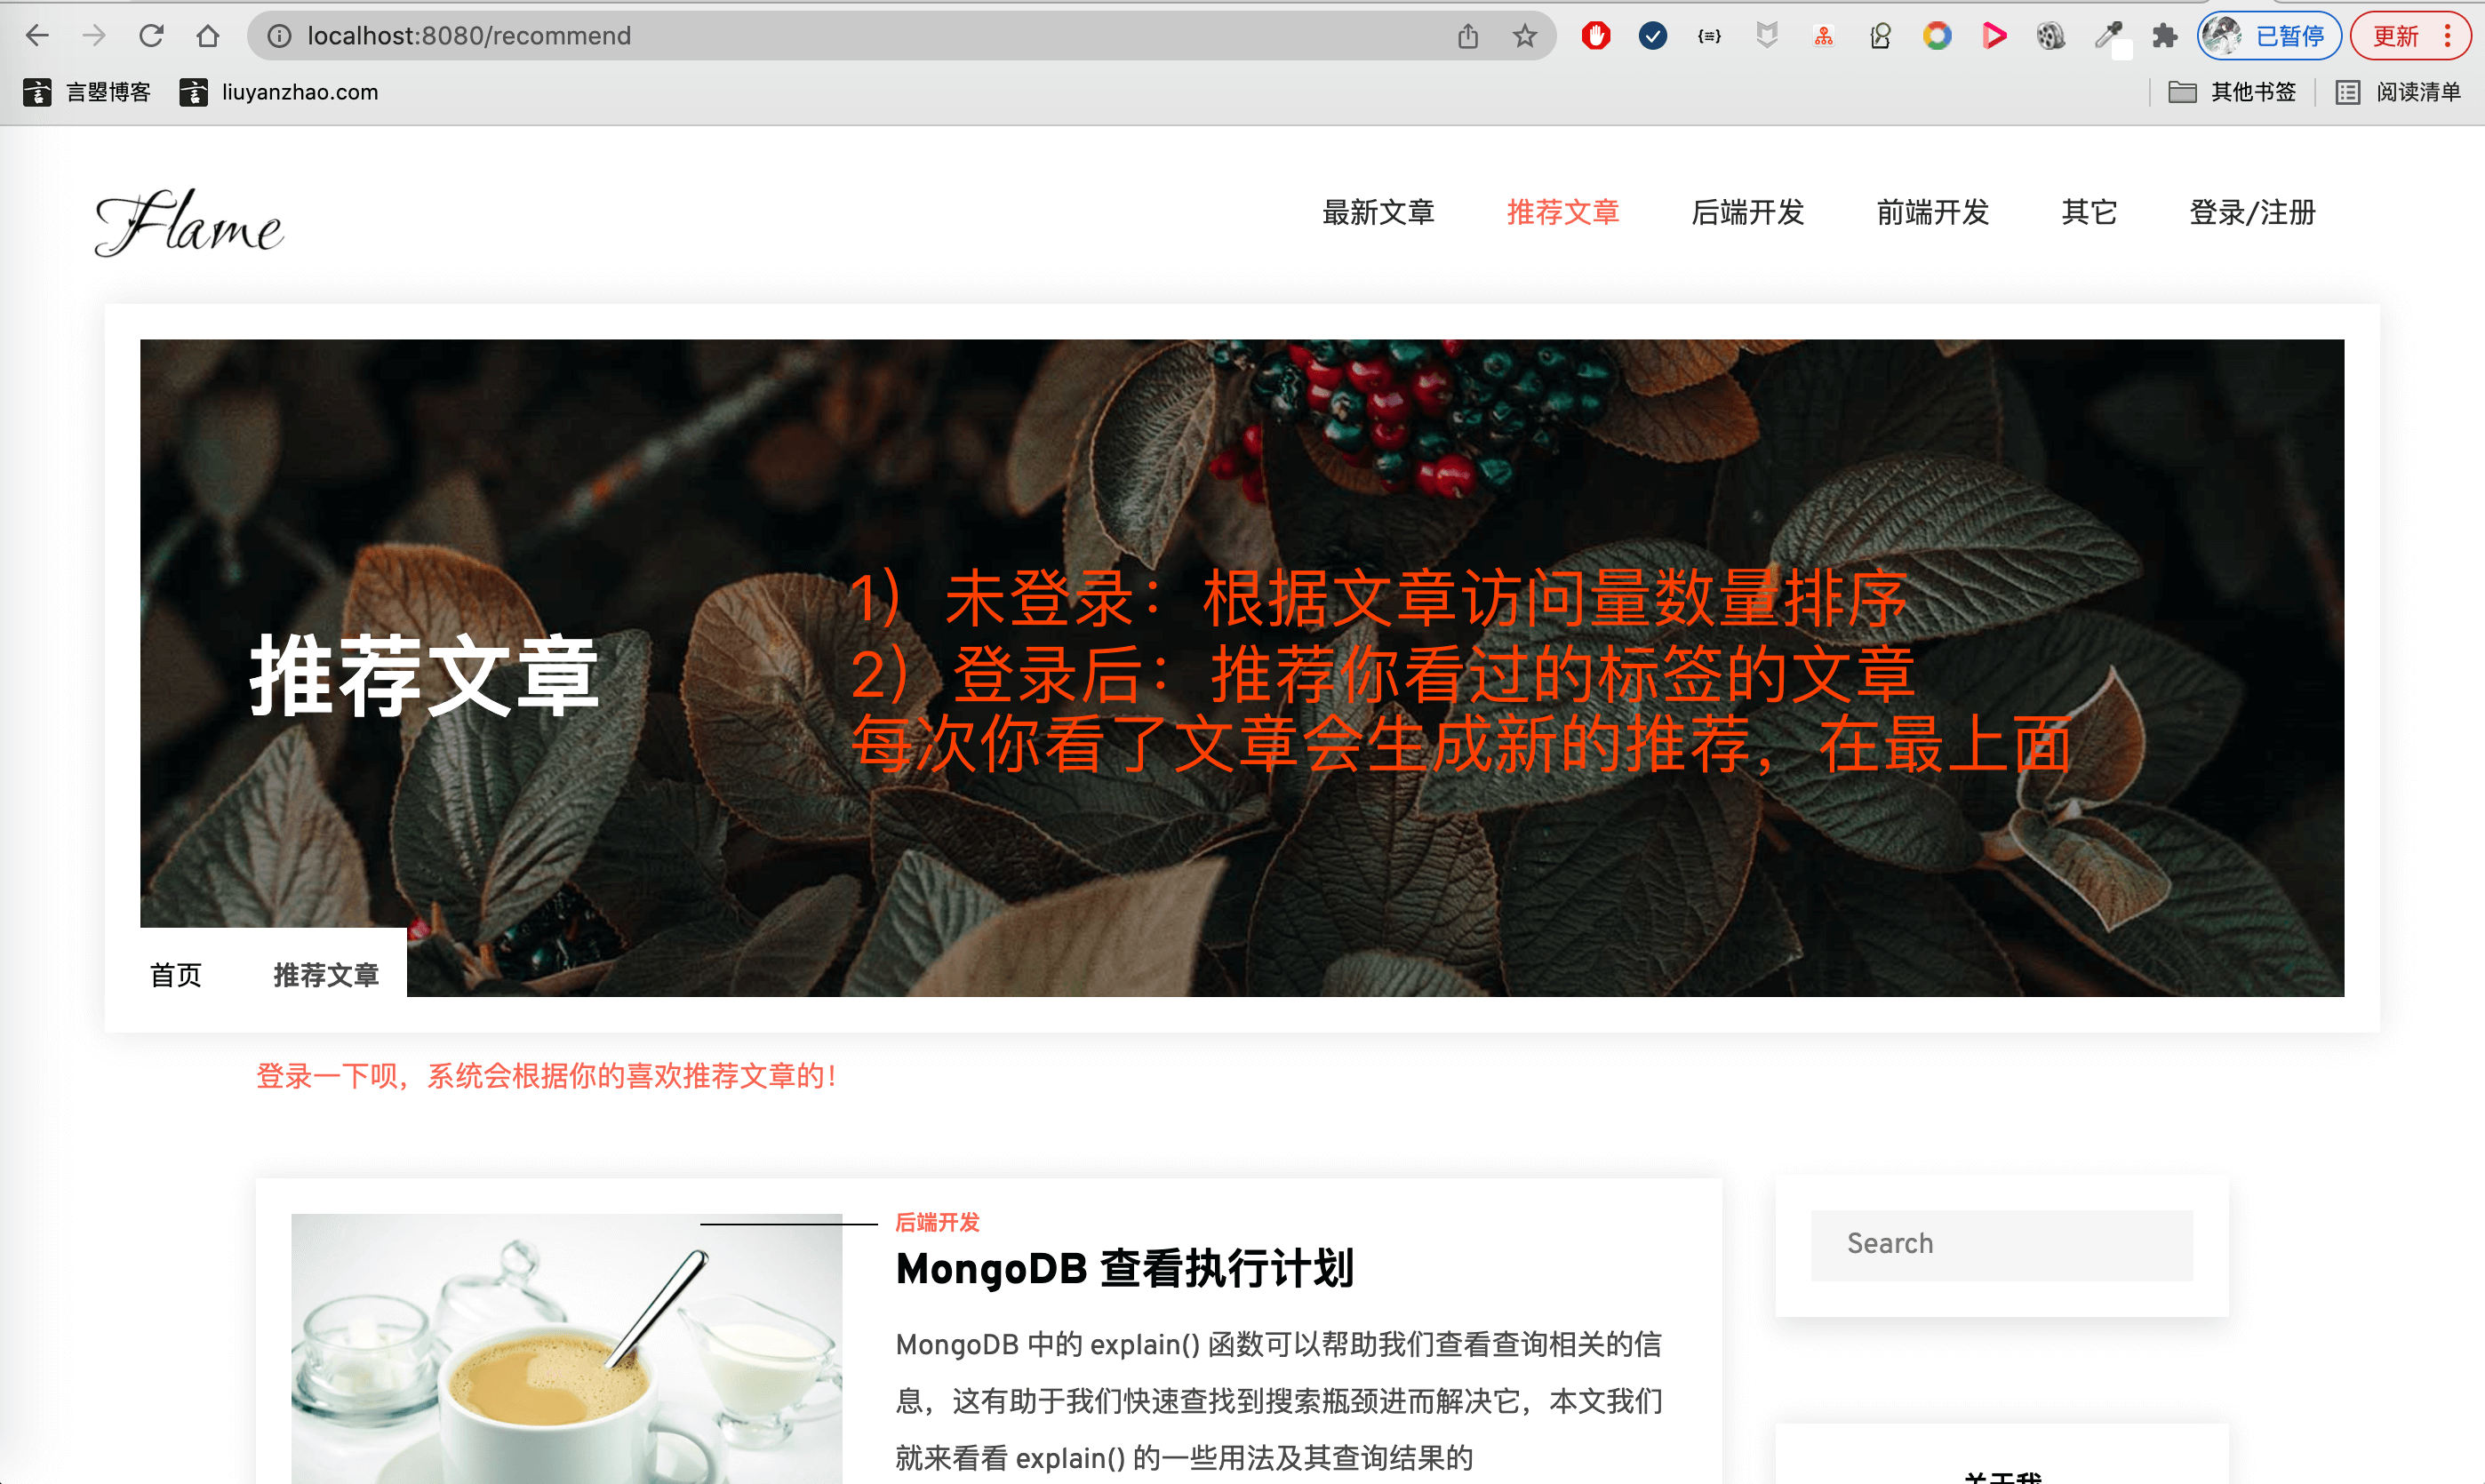 localhost:8080/recommend
已暂停
更新
言曌博客
liuyanzhao.com
其他书签
阅读清单
Flame
最新文章
推荐文章
后端开发
前端开发
其它
登录/注册
1）未登录：根据文章访问量数量排序
2）登录后：推荐你看过的标签的文章
每次你看了文章会生成新的推荐，在最上面
推荐文章
首页
推荐文章
登录一下呗，系统会根据你的喜欢推荐文章的！
后端开发
MongoDB 查看执行计划
MongoDB 中的 explain() 函数可以帮助我们查看查询相关的信
息，这有助于我们快速查找到搜索瓶颈进而解决它，本文我们
就来看看 explain() 的一些用法及其查询结果的
Search
关于我